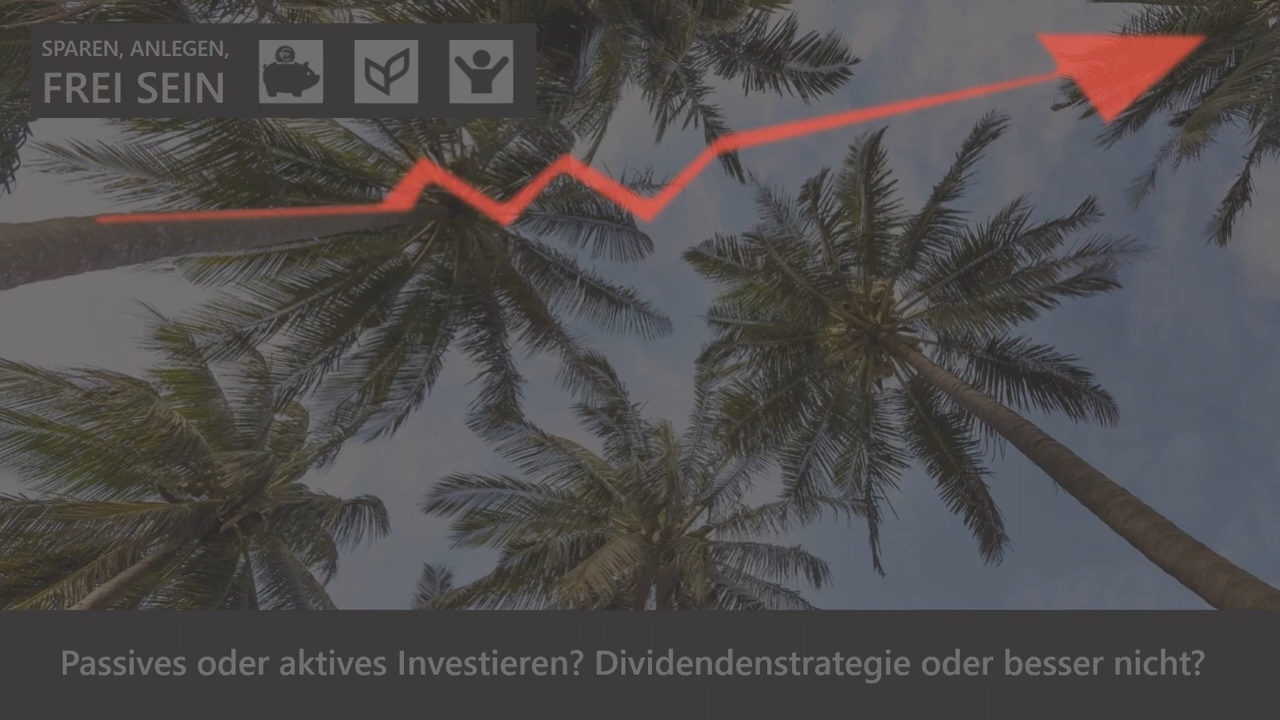 SPAREN, ANLEGEN,
FREI SEIN
€
Passives oder aktives Investieren? Dividendenstrategie oder besser nicht?